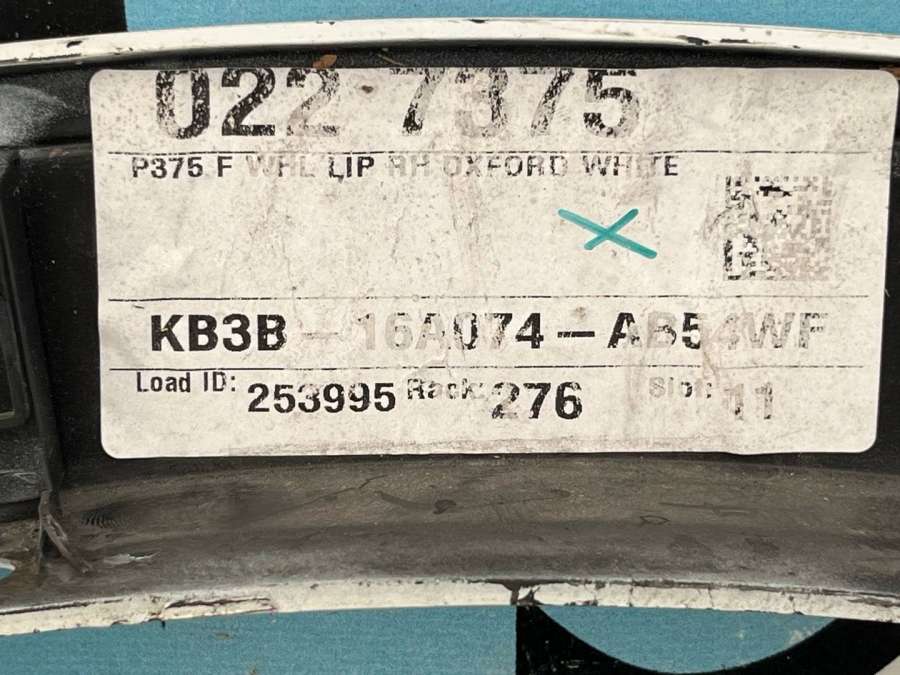 022 7375
P375 F WHL LIP RH OXFORD WHITE
KB3B-16A074-AB54WF
Load ID: 253995 Rack: 276 Slot: 11